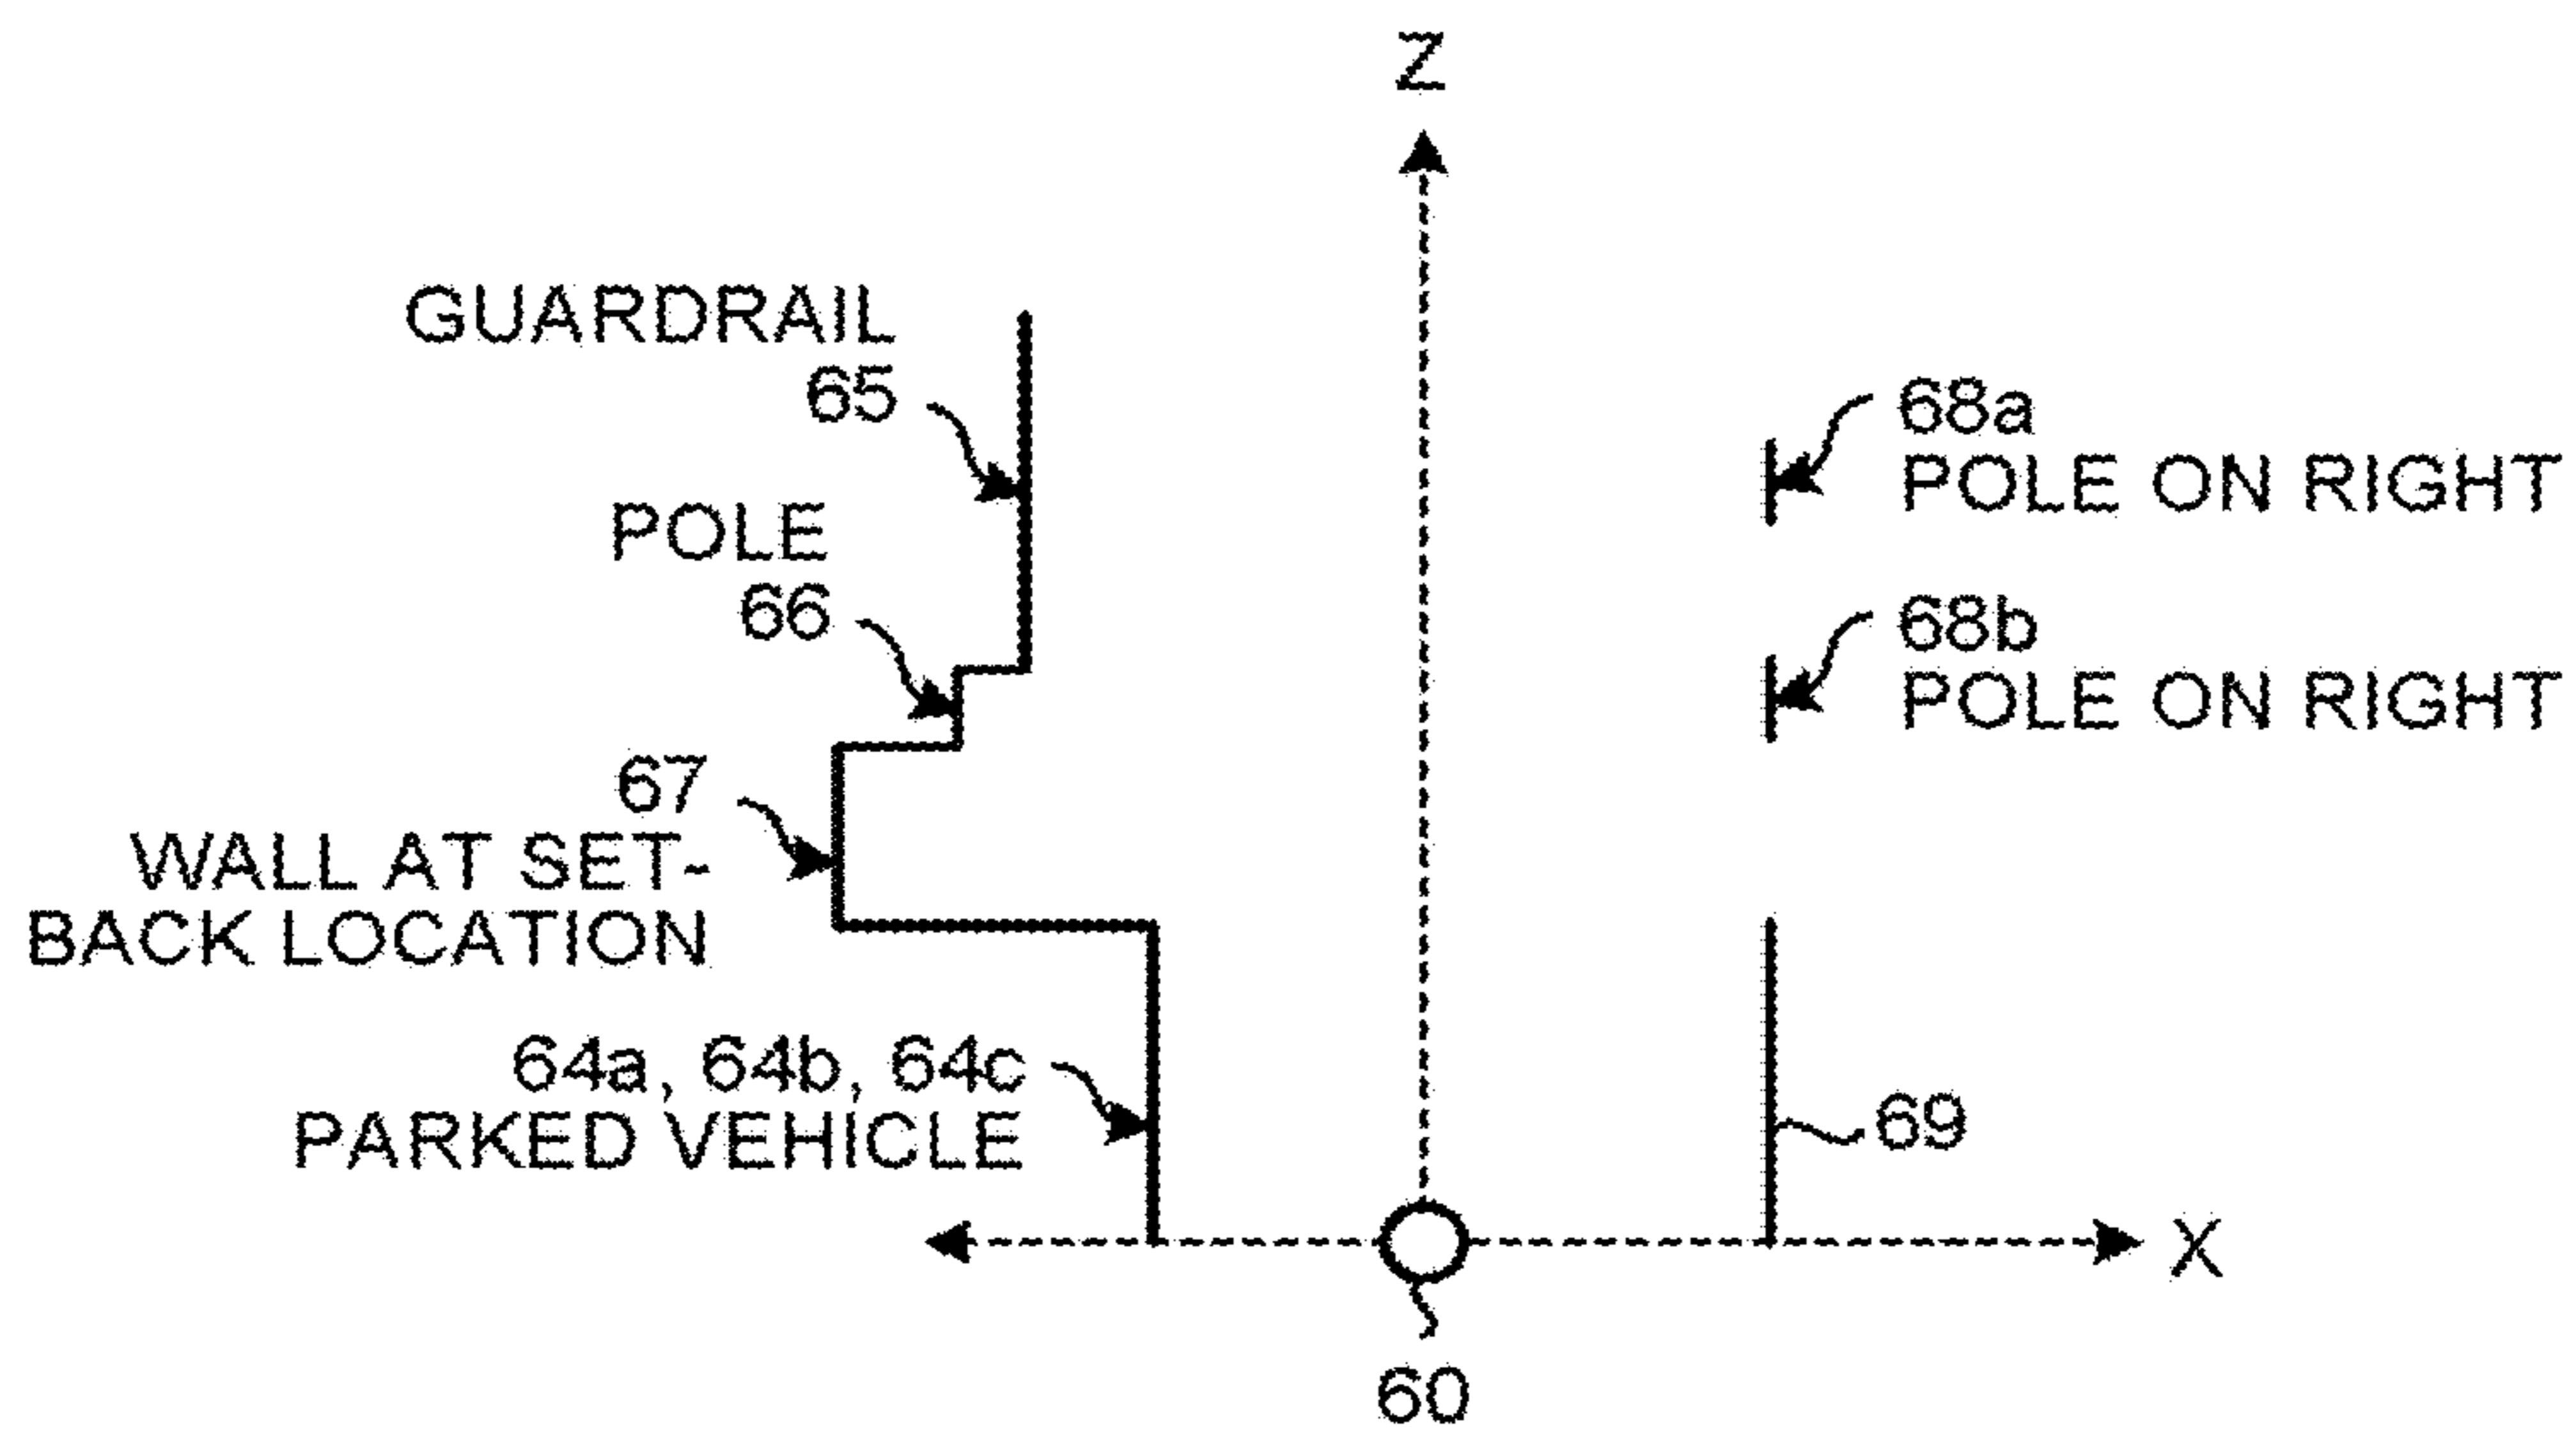 Z
GUARDRAIL
65
68a
POLE ON RIGHT
POLE
66
68b
POLE ON RIGHT
67
WALL AT SET-
BACK LOCATION
64a, 64b, 64c
PARKED VEHICLE
69
X
60